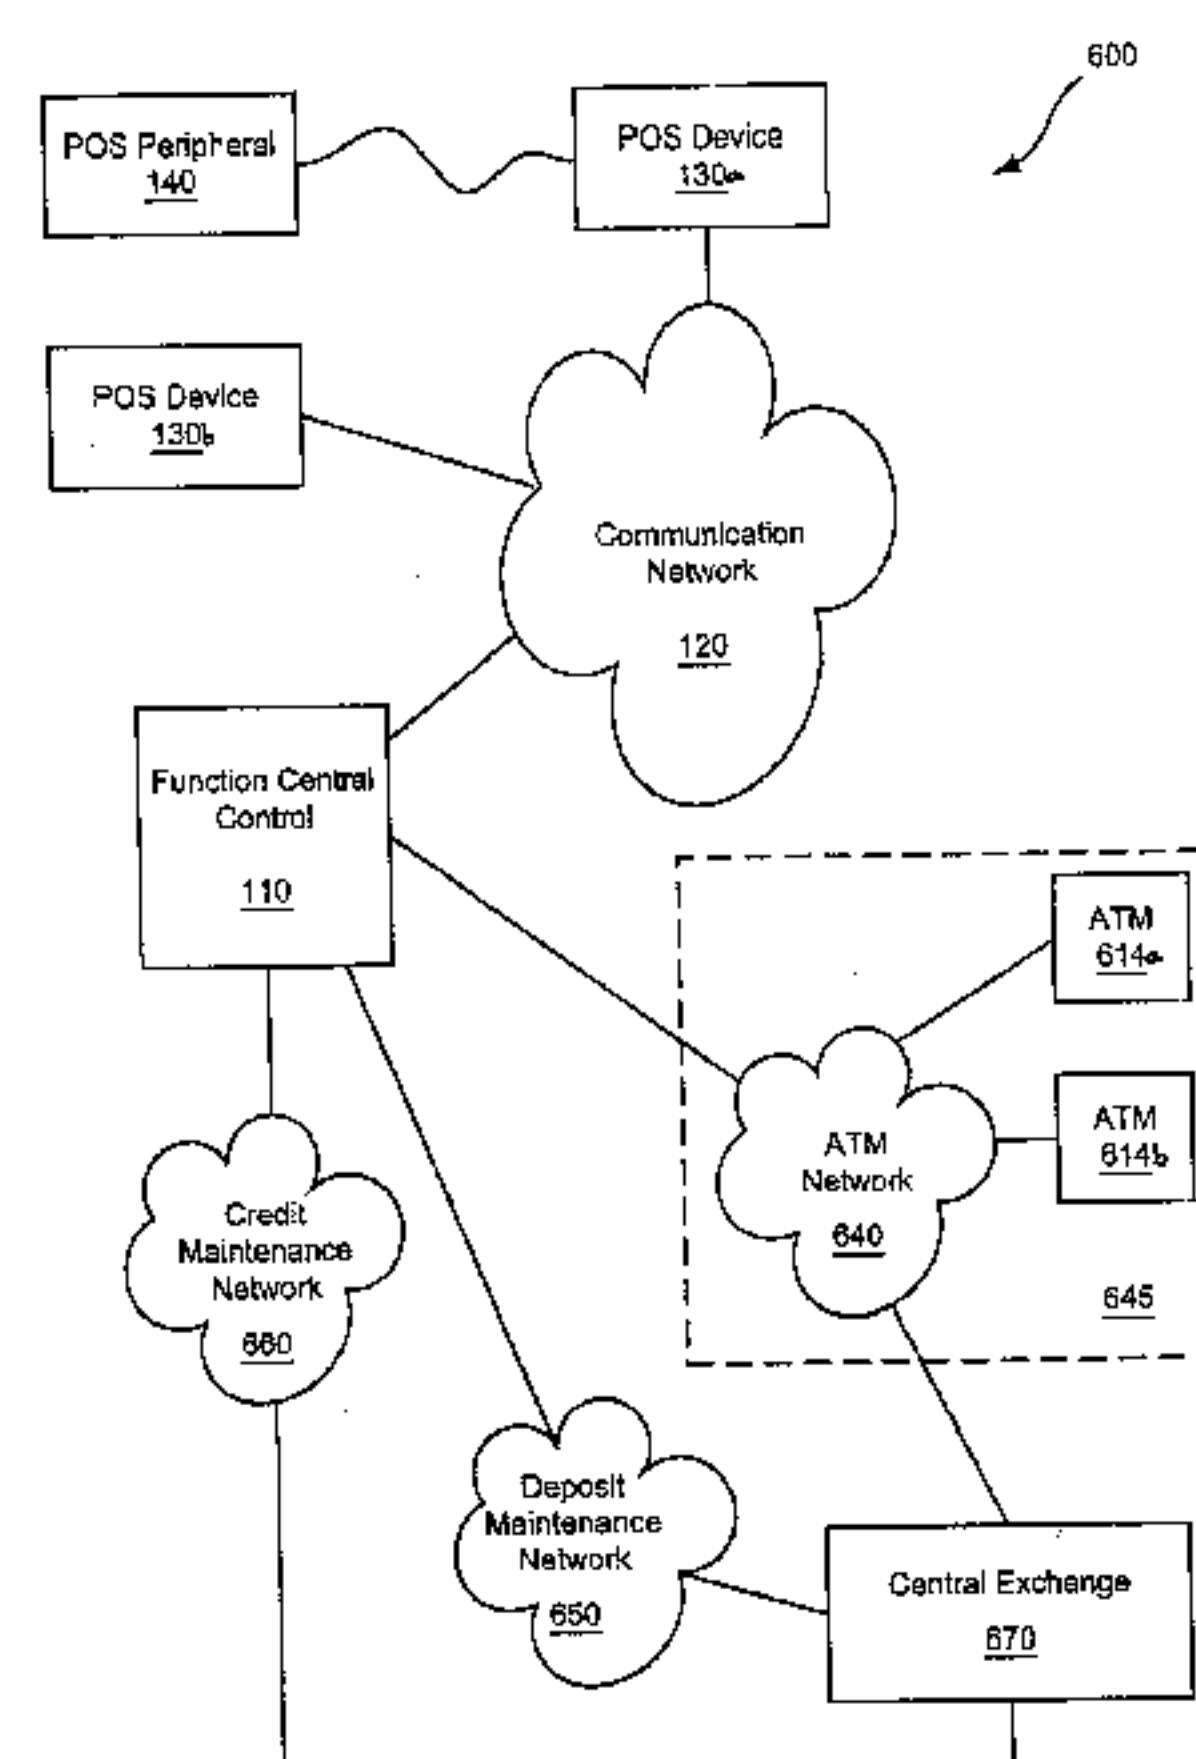 600
POS Peripheral
140
POS Device
130a
POS Device
130b
Communication
Network
120
Function Central
Control
110
ATM
614a
ATM
614b
ATM
Network
640
645
Credit
Maintenance
Network
660
Deposit
Maintenance
Network
650
Central Exchange
670